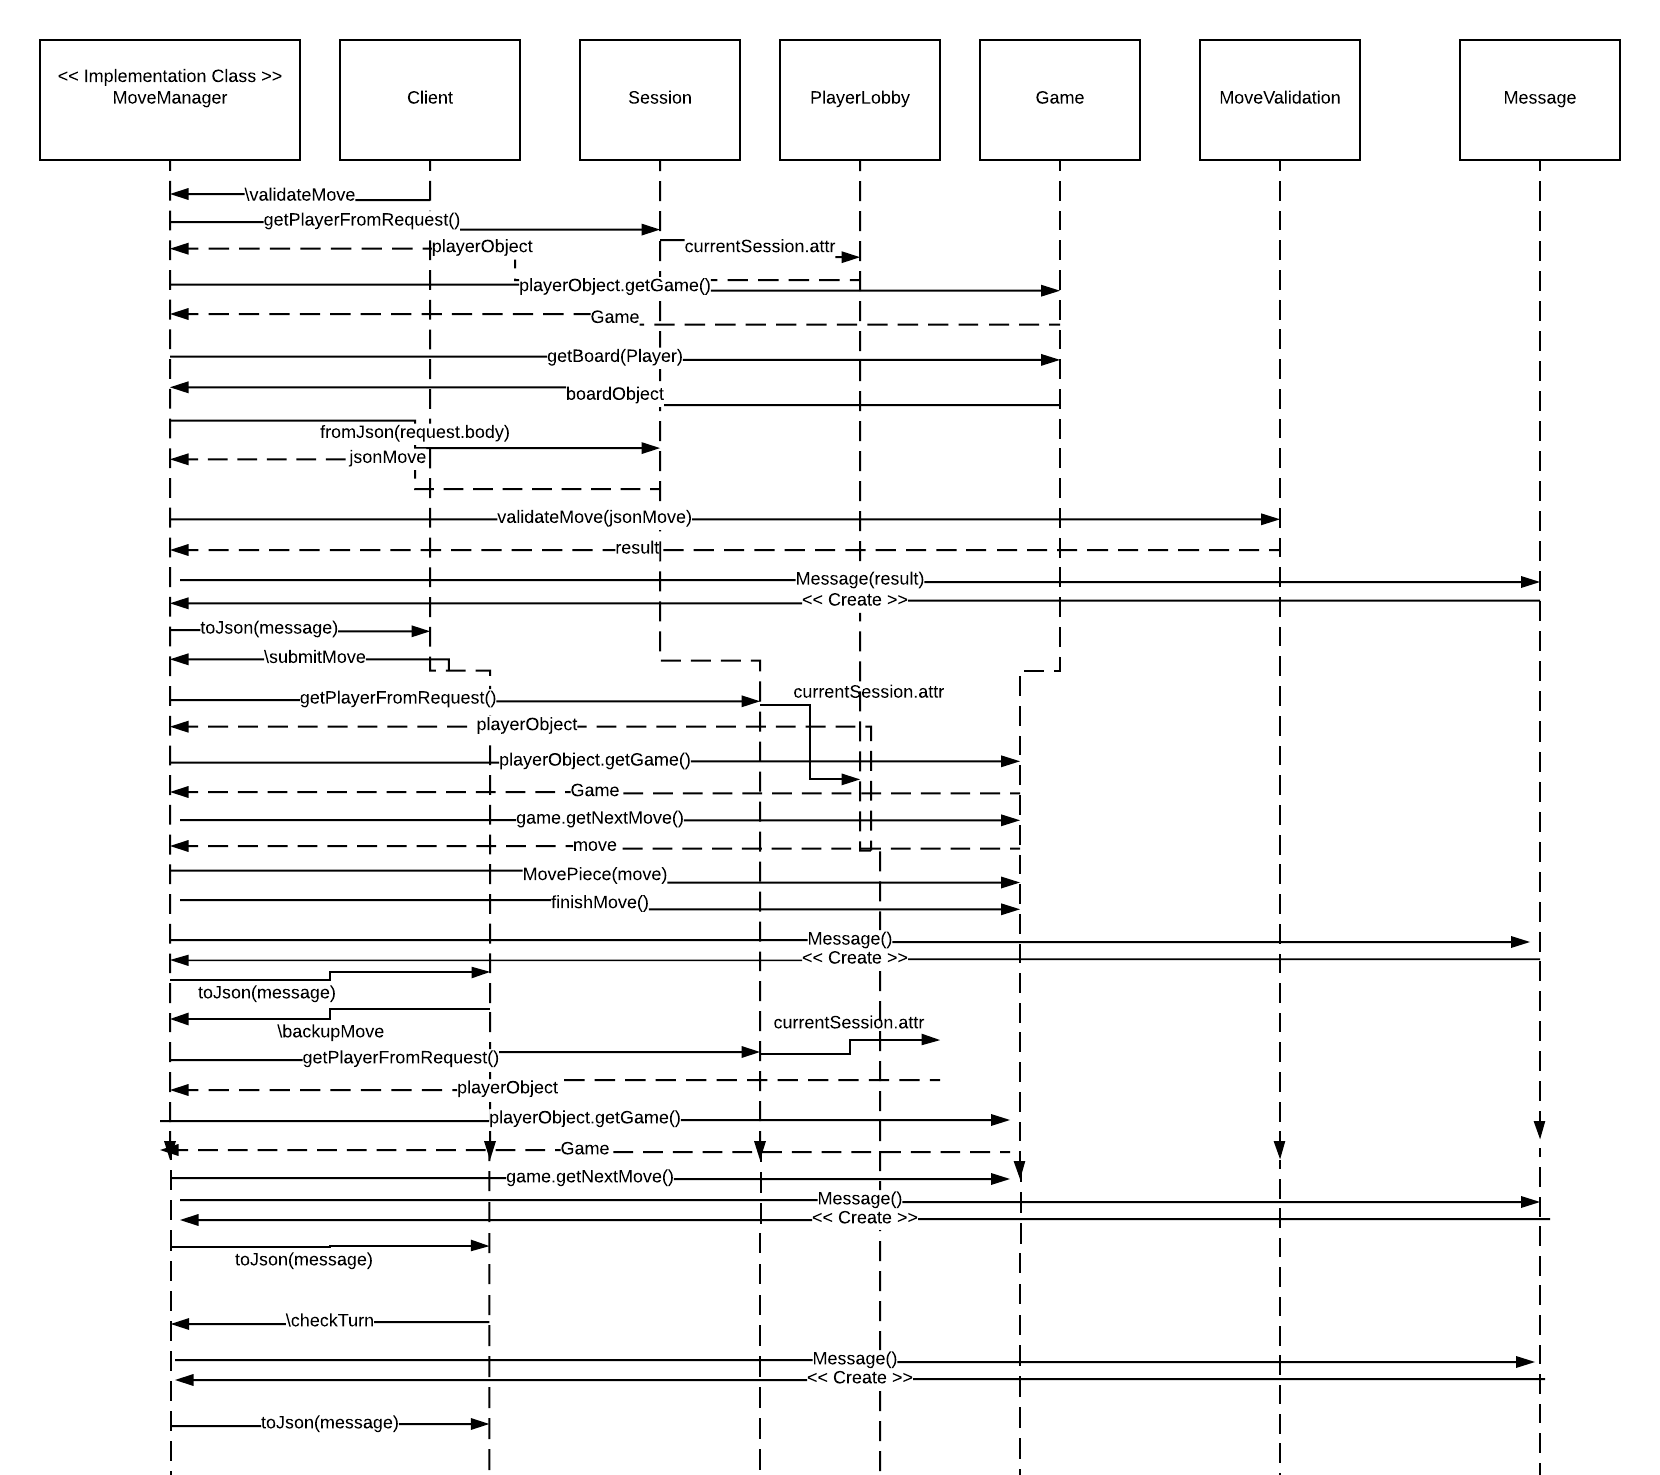 << Implementation Class >>
MoveManager
Client
Session
PlayerLobby
Game
MoveValidation
Message
\validateMove
getPlayerFromRequest()
playerObject
currentSession.attr
playerObject.getGame()
Game
getBoard(Player)
boardObject
fromJson(request.body)
jsonMove
validateMove(jsonMove)
result
Message(result)
<< Create >>
toJson(message)
\submitMove
getPlayerFromRequest()
currentSession.attr
playerObject
playerObject.getGame()
Game
game.getNextMove()
move
MovePiece(move)
finishMove()
Message()
<< Create >>
toJson(message)
\backupMove
currentSession.attr
getPlayerFromRequest()
playerObject
playerObject.getGame()
Game
game.getNextMove()
Message()
<< Create >>
toJson(message)
\checkTurn
Message()
<< Create >>
toJson(message)